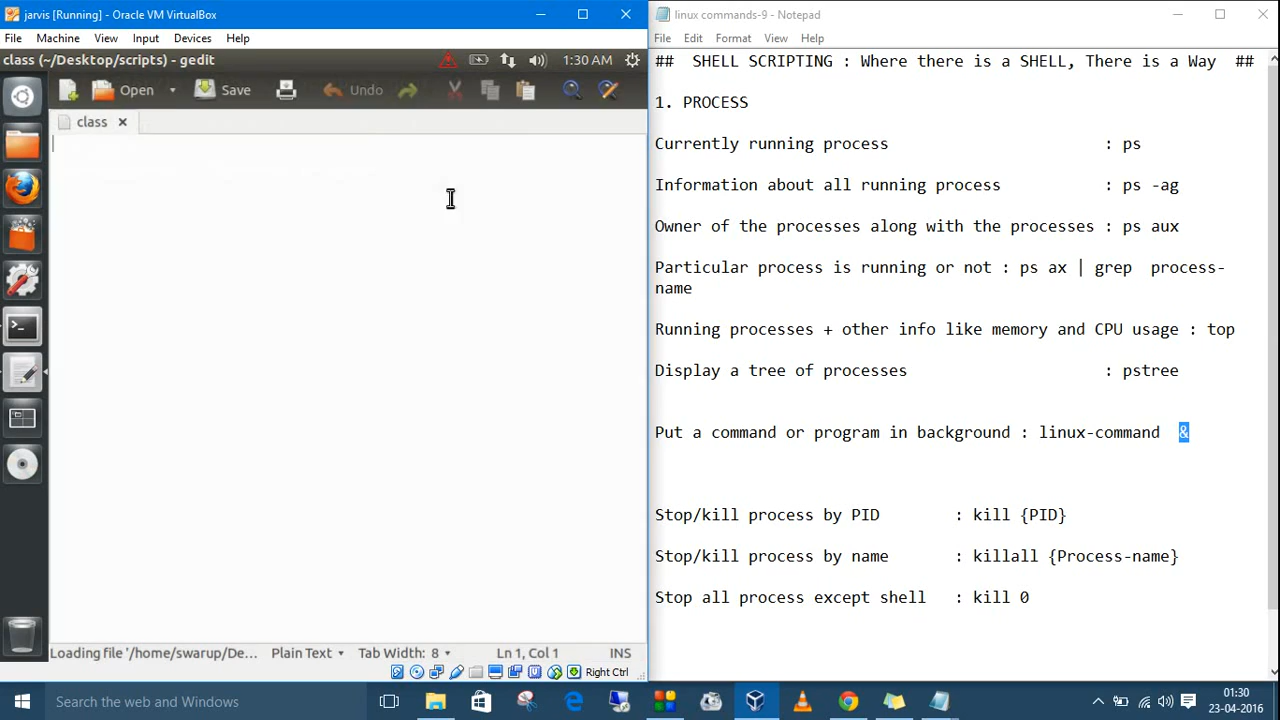 jarvis [Running] - Oracle VM VirtualBox
File Machine View Input Devices Help
class (~/Desktop/scripts) - gedit 1:30 AM
Open Save Undo
class
Loading file '/home/swarup/De... Plain Text Tab Width: 8 Ln 1, Col 1 INS
Right Ctrl
linux commands-9 - Notepad
File Edit Format View Help
## SHELL SCRIPTING : Where there is a SHELL, There is a Way ##
1. PROCESS
Currently running process : ps
Information about all running process : ps -ag
Owner of the processes along with the processes : ps aux
Particular process is running or not : ps ax | grep process-
name
Running processes + other info like memory and CPU usage : top
Display a tree of processes : pstree
Put a command or program in background : linux-command &
Stop/kill process by PID : kill {PID}
Stop/kill process by name : killall {Process-name}
Stop all process except shell : kill 0
Search the web and Windows
01:30
23-04-2016